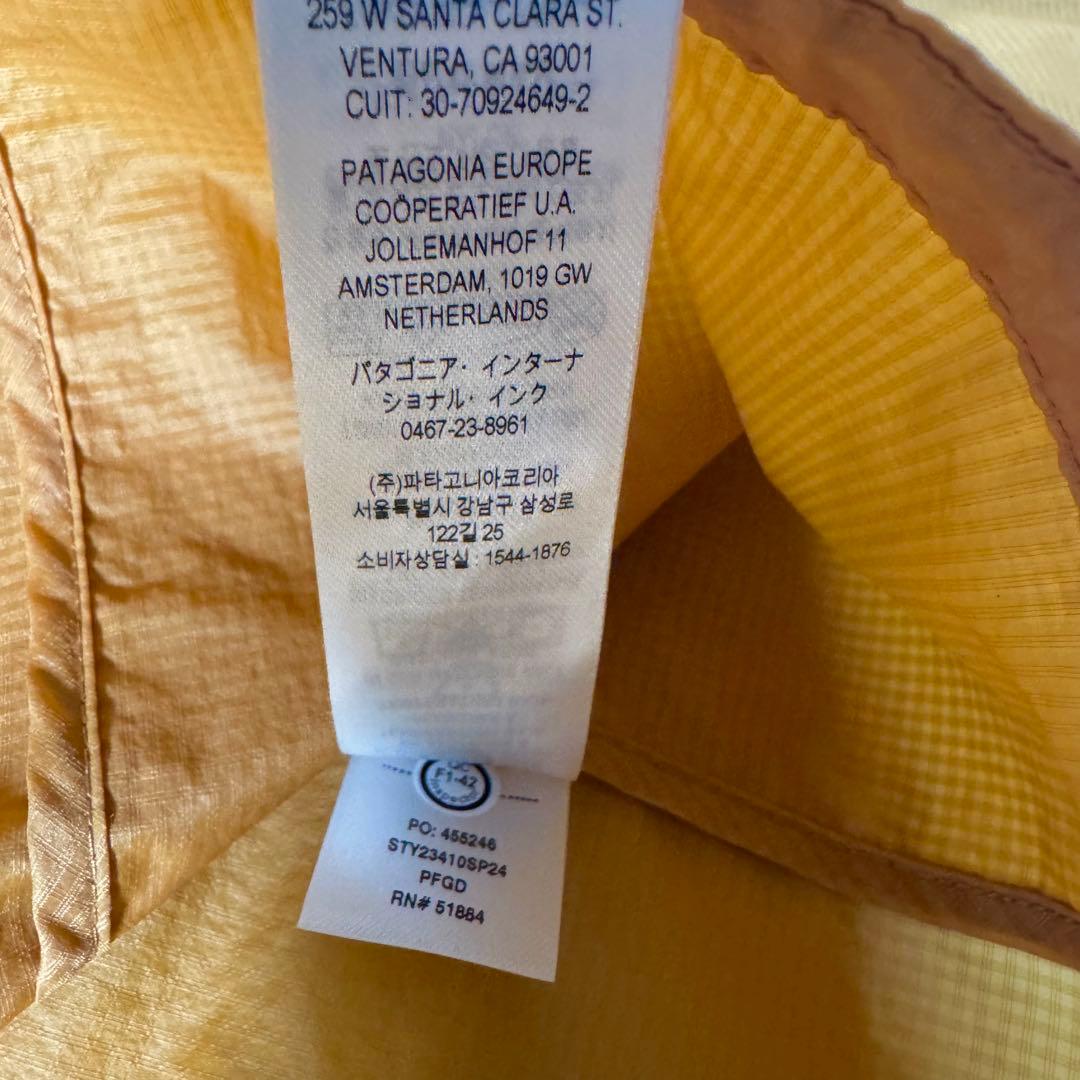 259 W SANTA CLARA ST.
VENTURA, CA 93001
CUIT: 30-70924649-2
PATAGONIA EUROPE
COÖPERATIEF U.A.
JOLLEMANHOF 11
AMSTERDAM, 1019 GW
NETHERLANDS
パタゴニア・インターナ
ショナル・インク
0467-23-8961
(주)파타고니아코리아
서울특별시 강남구 삼성로
122길 25
소비자상담실 : 1544-1876
QC
F1-42
Inspector
PO: 455246
STY23410SP24
PFGD
RN# 51884